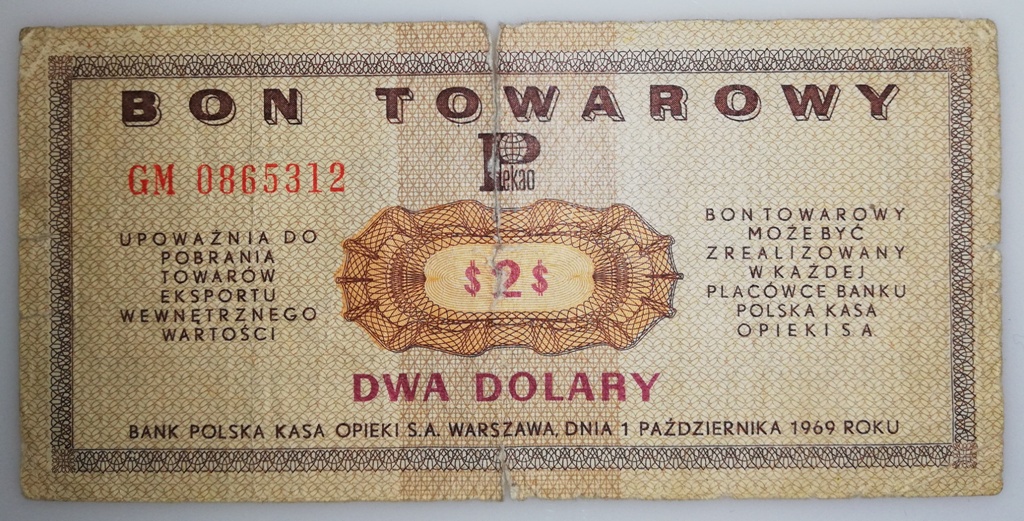 BON TOWAROWY
Pekao
GM 0865312
UPOWAŻNIA DO
POBRANIA
TOWARÓW
EKSPORTU
WEWNĘTRZNEGO
WARTOŚCI
$2$
BON TOWAROWY
MOŻE BYĆ
ZREALIZOWANY
W KAŻDEJ
PLACÓWCE BANKU
POLSKA KASA
OPIEKI S A
DWA DOLARY
BANK POLSKA KASA OPIEKI S.A. WARSZAWA, DNIA 1 PAŹDZIERNIKA 1969 ROKU